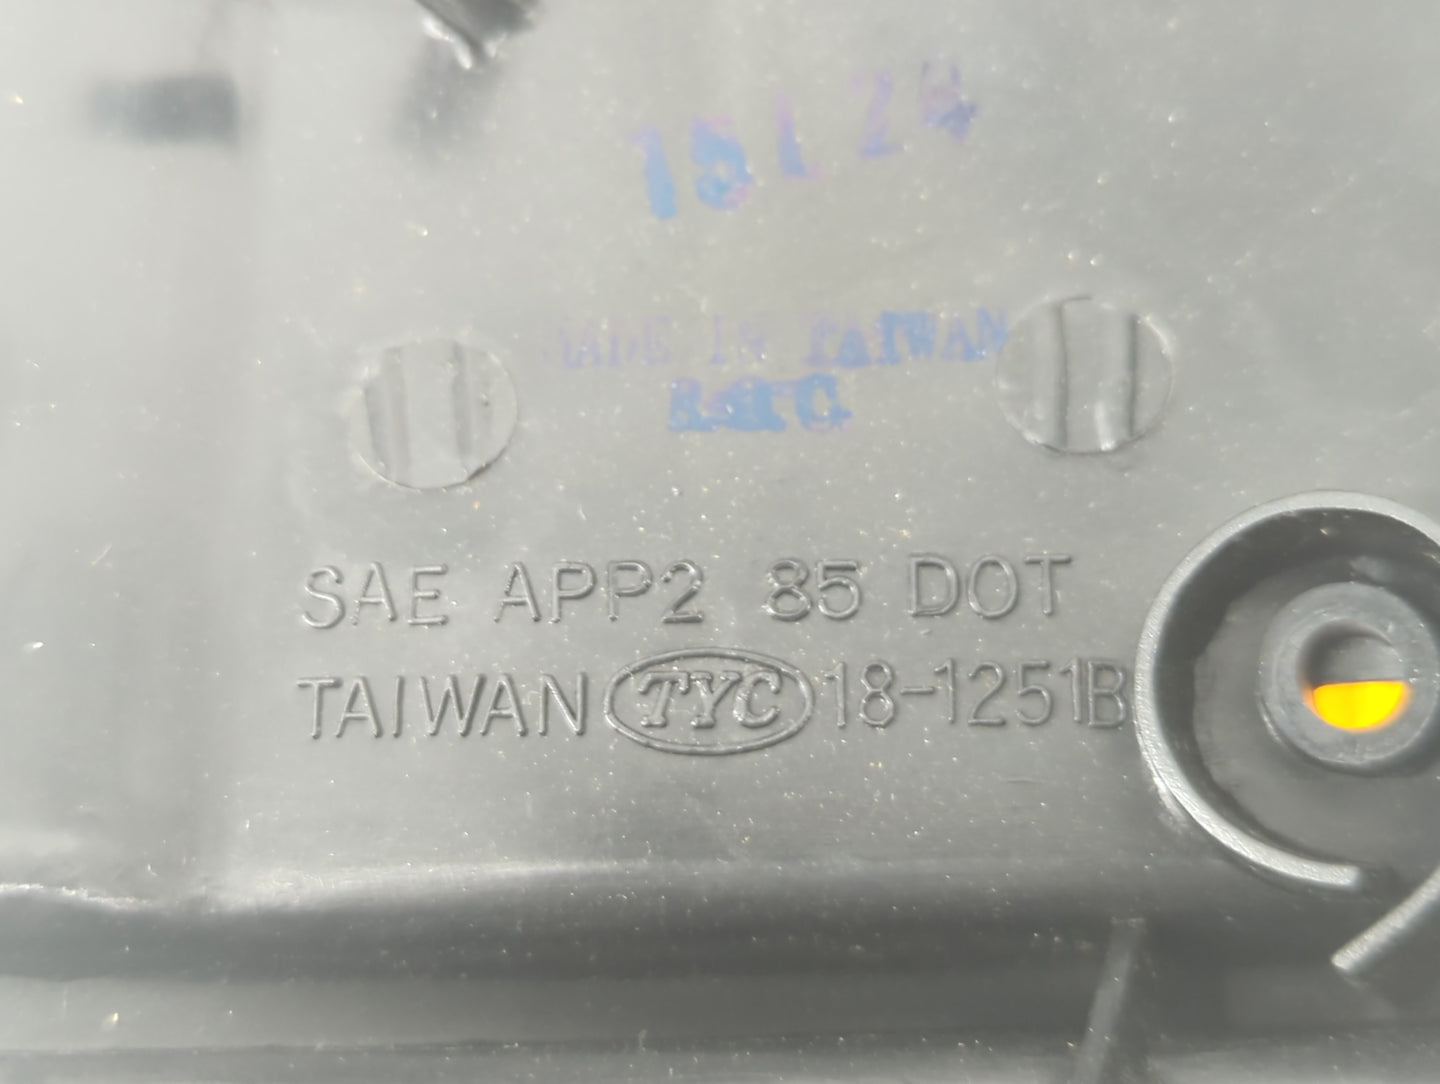 MADE IN TAIWAN
SAE APP2 85 DOT
TAIWAN TYC 18-1251B